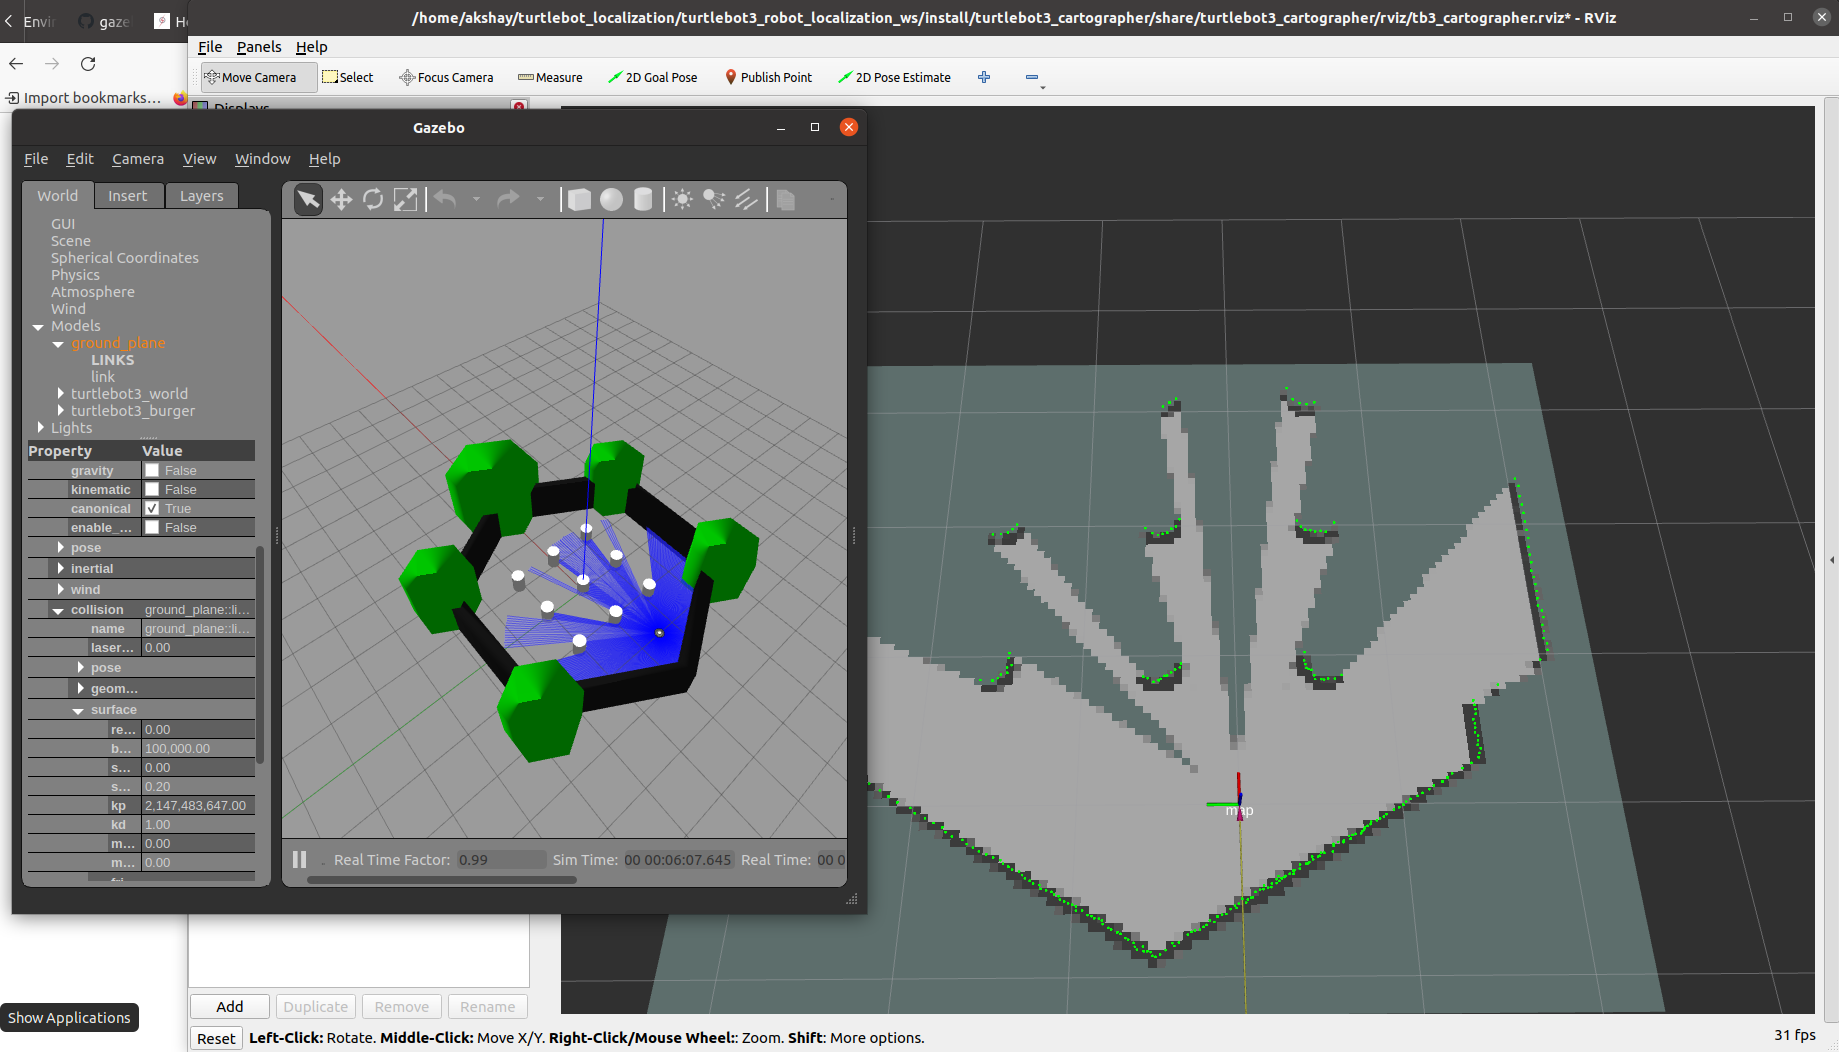 Envir
gaze
H
/home/akshay/turtlebot_localization/turtlebot3_robot_localization_ws/install/turtlebot3_cartographer/share/turtlebot3_cartographer/rviz/tb3_cartographer.rviz* - RViz
File Panels Help
Move Camera Select Focus Camera Measure 2D Goal Pose Publish Point 2D Pose Estimate
Import bookmarks...
Displays
Gazebo
File Edit Camera View Window Help
World Insert Layers
GUI
Scene
Spherical Coordinates
Physics
Atmosphere
Wind
Models
ground_plane
LINKS
link
turtlebot3_world
turtlebot3_burger
Lights
Property Value
gravity False
kinematic False
canonical True
enable_... False
pose
inertial
wind
collision ground_plane::li...
name ground_plane::li...
laser... 0.00
pose
geom...
surface
re... 0.00
b... 100,000.00
s... 0.00
s... 0.20
kp 2,147,483,647.00
kd 1.00
m... 0.00
m... 0.00
Real Time Factor: 0.99 Sim Time: 00 00:06:07.645 Real Time: 00 0
map
Add Duplicate Remove Rename
Show Applications
Reset Left-Click: Rotate. Middle-Click: Move X/Y. Right-Click/Mouse Wheel:: Zoom. Shift: More options.
31 fps